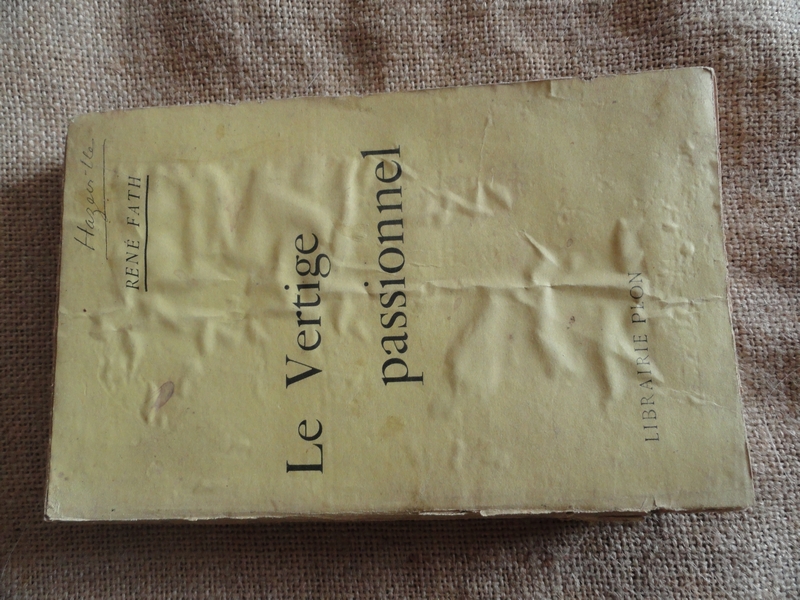 RENÉ FATH
Le Vertige
passionnel
LIBRAIRIE PLON